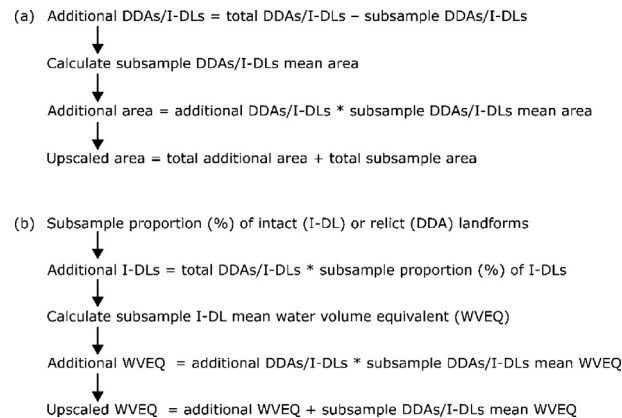 (a) Additional DDAs/I-DLs = total DDAs/I-DLs – subsample DDAs/I-DLs
Calculate subsample DDAs/I-DLs mean area
Additional area = additional DDAs/I-DLs * subsample DDAs/I-DLs mean area
Upscaled area = total additional area + total subsample area
(b) Subsample proportion (%) of intact (I-DL) or relict (DDA) landforms
Additional I-DLs = total DDAs/I-DLs * subsample proportion (%) of I-DLs
Calculate subsample I-DL mean water volume equivalent (WVEQ)
Additional WVEQ = additional DDAs/I-DLs * subsample DDAs/I-DLs mean WVEQ
Upscaled WVEQ = additional WVEQ + subsample DDAs/I-DLs mean WVEQ